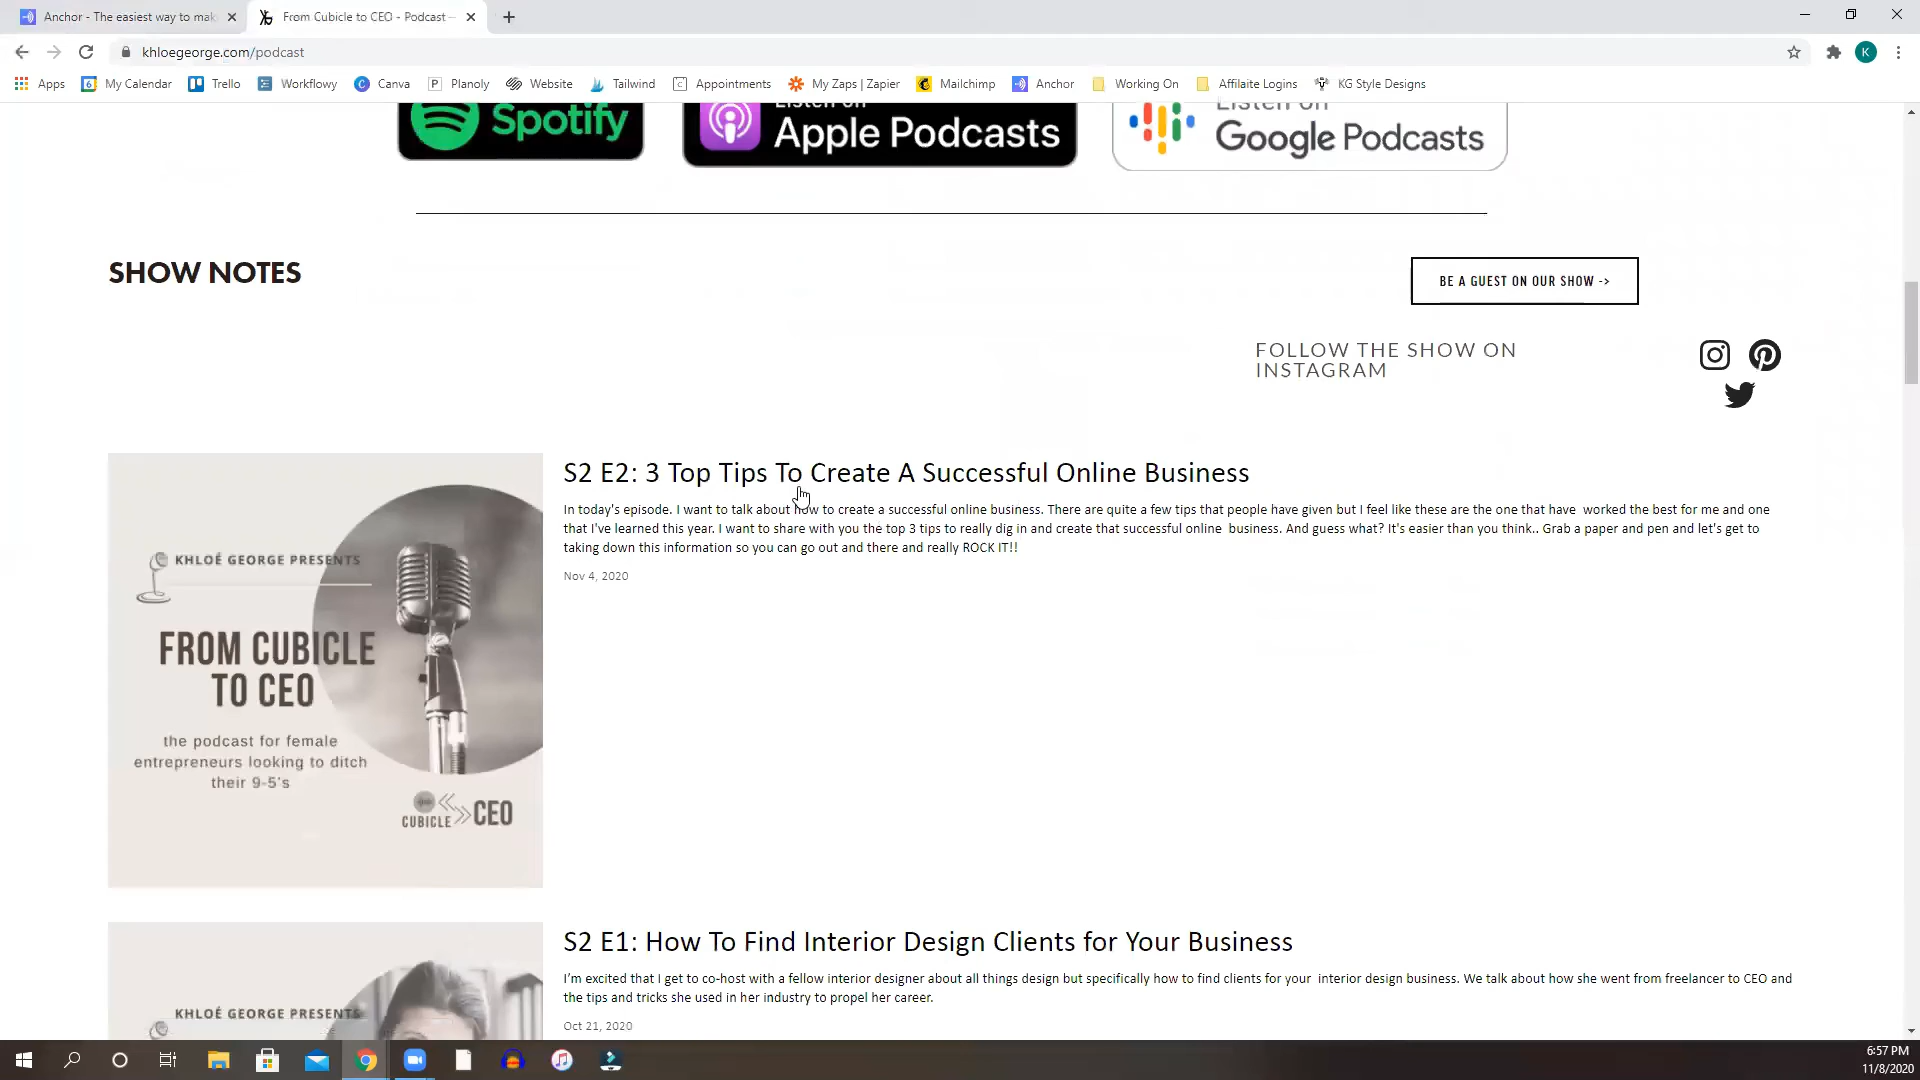 Anchor - The easiest way to mak
From Cubicle to CEO - Podcast —
khloegeorge.com/podcast
K
Apps
6 My Calendar
Trello
Workflowy
C Canva
P Planoly
Website
Tailwind
Appointments
My Zaps | Zapier
Mailchimp
Anchor
Working On
Affilaite Logins
KG Style Designs
Spotify
Listen on
Apple Podcasts
Listen on
Google Podcasts
SHOW NOTES
BE A GUEST ON OUR SHOW ->
FOLLOW THE SHOW ON
INSTAGRAM
S2 E2: 3 Top Tips To Create A Successful Online Business
In today's episode. I want to talk about how to create a successful online business. There are quite a few tips that people have given but I feel like these are the one that have worked the best for me and one
that I've learned this year. I want to share with you the top 3 tips to really dig in and create that successful online business. And guess what? It's easier than you think.. Grab a paper and pen and let's get to
taking down this information so you can go out and there and really ROCK IT!!
Nov 4, 2020
KHLOÉ GEORGE PRESENTS
FROM CUBICLE
TO CEO
the podcast for female
entrepreneurs looking to ditch
their 9-5's
CUBICLE CEO
S2 E1: How To Find Interior Design Clients for Your Business
I'm excited that I get to co-host with a fellow interior designer about all things design but specifically how to find clients for your interior design business. We talk about how she went from freelancer to CEO and
the tips and tricks she used in her industry to propel her career.
Oct 21, 2020
KHLOÉ GEORGE PRESENTS
6:57 PM
11/8/2020